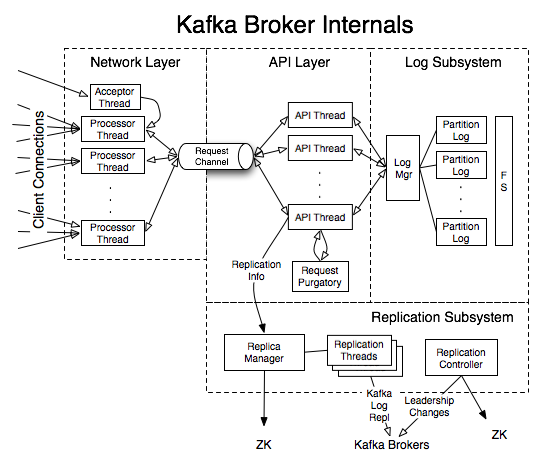 Kafka Broker Internals
Network Layer
API Layer
Log Subsystem
Client Connections
Acceptor
Thread
Processor
Thread
Processor
Thread
.
.
.
Processor
Thread
Request
Channel
API Thread
API Thread
.
.
.
API Thread
Request
Purgatory
Log
Mgr
Partition
Log
Partition
Log
.
.
.
Partition
Log
F
S
Replication
Info
Replication Subsystem
Replica
Manager
Replication
Threads
Replication
Controller
Kafka
Log
Repl
Leadership
Changes
ZK
Kafka Brokers
ZK